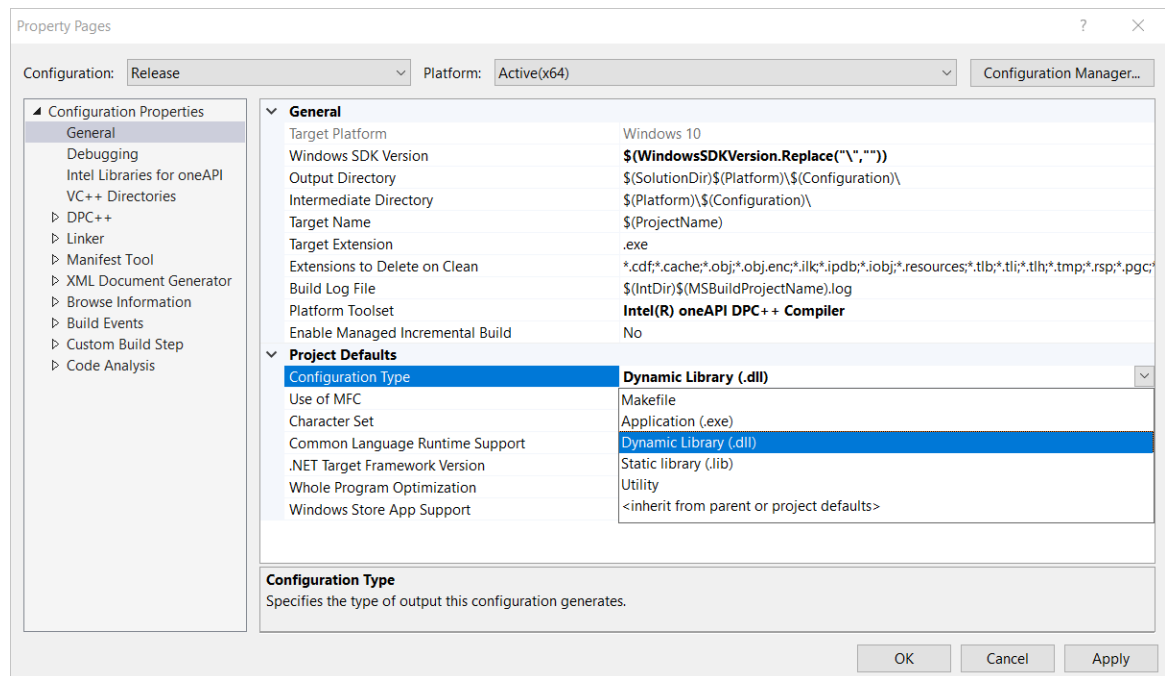 Property Pages
Configuration: Release Platform: Active(x64) Configuration Manager...
Configuration Properties
General
Debugging
Intel Libraries for oneAPI
VC++ Directories
DPC++
Linker
Manifest Tool
XML Document Generator
Browse Information
Build Events
Custom Build Step
Code Analysis
General
Target Platform Windows 10
Windows SDK Version $(WindowsSDKVersion.Replace("\",""))
Output Directory $(SolutionDir)$(Platform)\$(Configuration)\
Intermediate Directory $(Platform)\$(Configuration)\
Target Name $(ProjectName)
Target Extension .exe
Extensions to Delete on Clean *.cdf;*.cache;*.obj;*.obj.enc;*.ilk;*.ipdb;*.iobj;*.resources;*.tlb;*.tli;*.tlh;*.tmp;*.rsp;*.pgc;*
Build Log File $(IntDir)$(MSBuildProjectName).log
Platform Toolset Intel(R) oneAPI DPC++ Compiler
Enable Managed Incremental Build No
Project Defaults
Configuration Type Dynamic Library (.dll)
Use of MFC Makefile
Character Set Application (.exe)
Common Language Runtime Support Dynamic Library (.dll)
.NET Target Framework Version Static library (.lib)
Whole Program Optimization Utility
Windows Store App Support <inherit from parent or project defaults>
Configuration Type
Specifies the type of output this configuration generates.
OK Cancel Apply